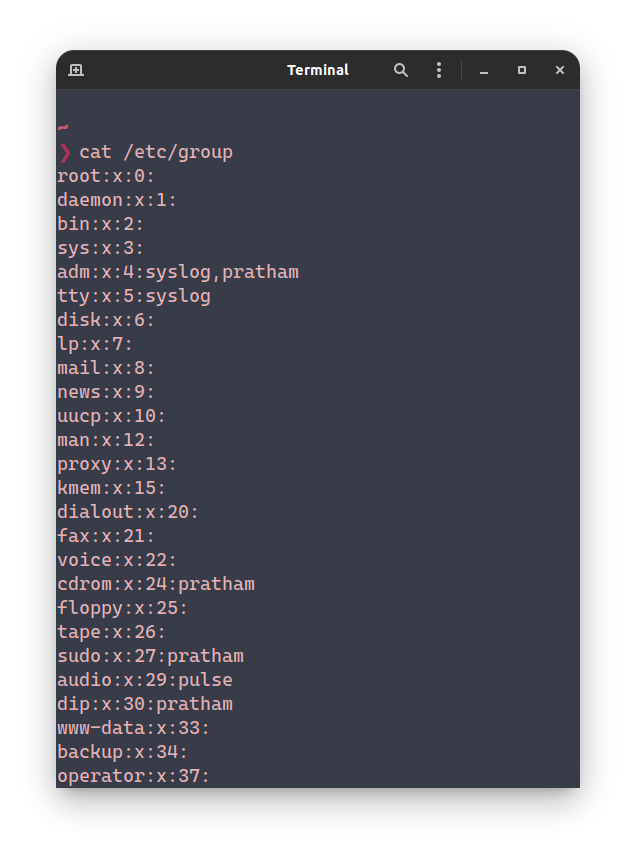 Terminal
~
❯ cat /etc/group
root:x:0:
daemon:x:1:
bin:x:2:
sys:x:3:
adm:x:4:syslog,pratham
tty:x:5:syslog
disk:x:6:
lp:x:7:
mail:x:8:
news:x:9:
uucp:x:10:
man:x:12:
proxy:x:13:
kmem:x:15:
dialout:x:20:
fax:x:21:
voice:x:22:
cdrom:x:24:pratham
floppy:x:25:
tape:x:26:
sudo:x:27:pratham
audio:x:29:pulse
dip:x:30:pratham
www-data:x:33:
backup:x:34:
operator:x:37: